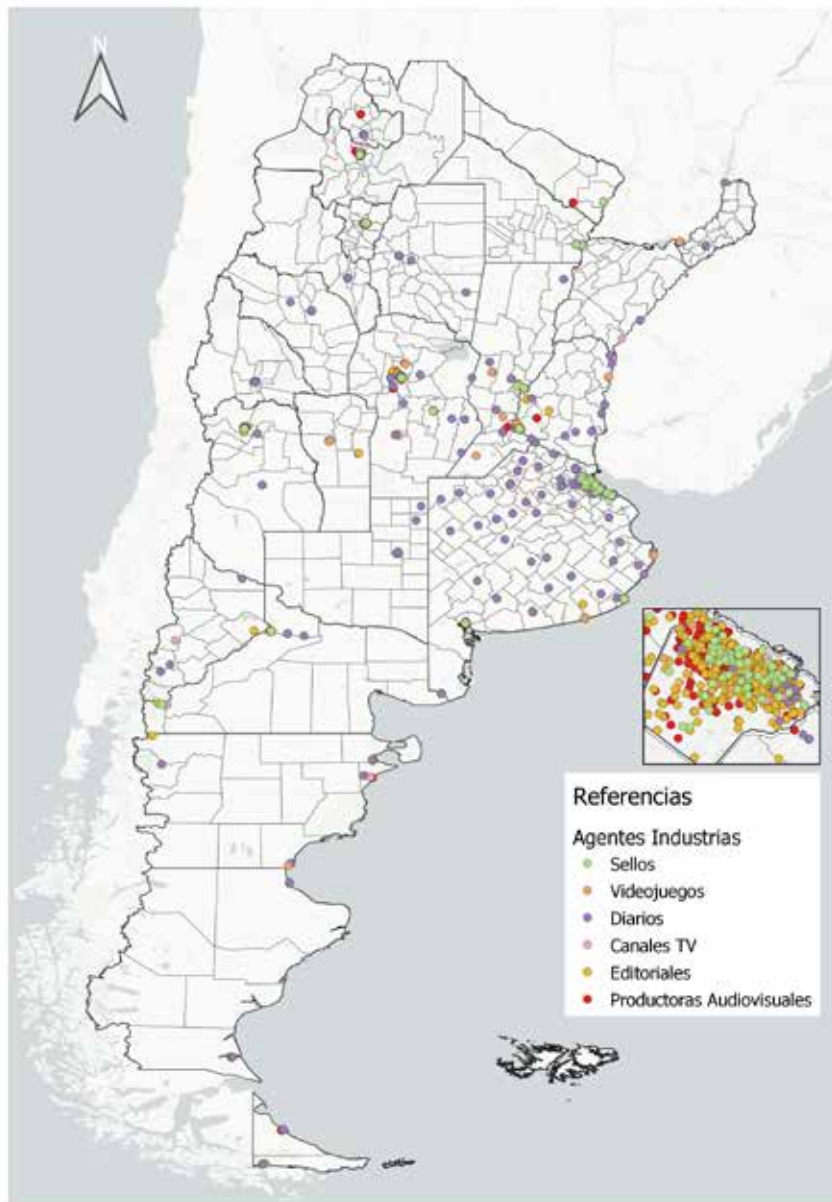 N
Referencias
Agentes Industrias
Sellos
Videojuegos
Diarios
Canales TV
Editoriales
Productoras Audiovisuales